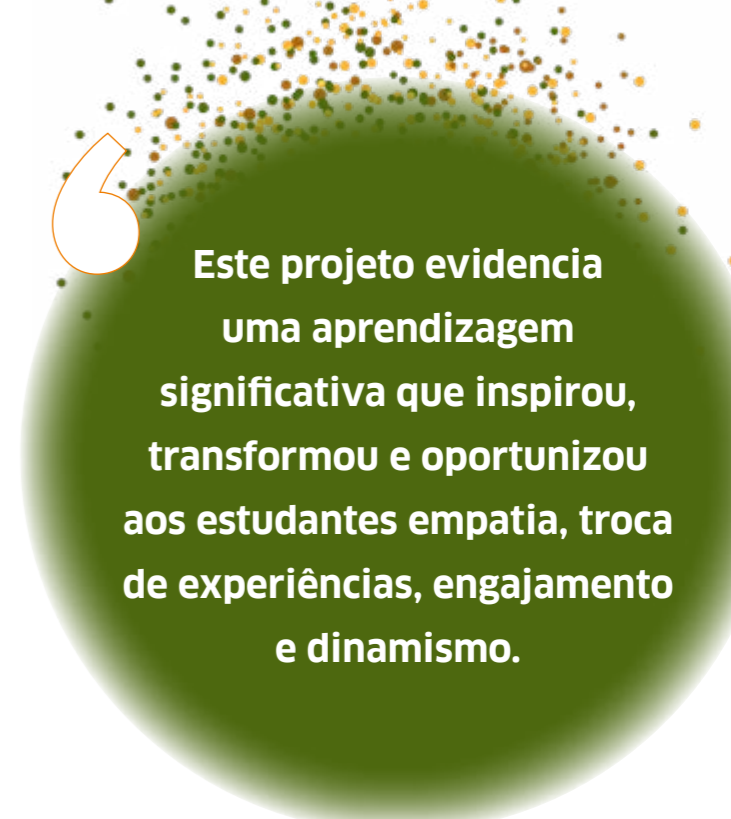 Este projeto evidencia
uma aprendizagem
significativa que inspirou,
transformou e oportunizou
aos estudantes empatia, troca
de experiências, engajamento
e dinamismo.